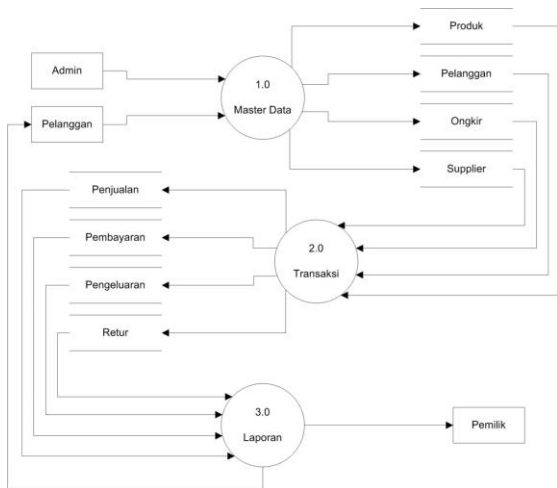 Produk
Admin
1.0
Master Data
Pelanggan
Pelanggan
Ongkir
Supplier
Penjualan
Pembayaran
2.0
Transaksi
Pengeluaran
Retur
3.0
Laporan
Pemilik